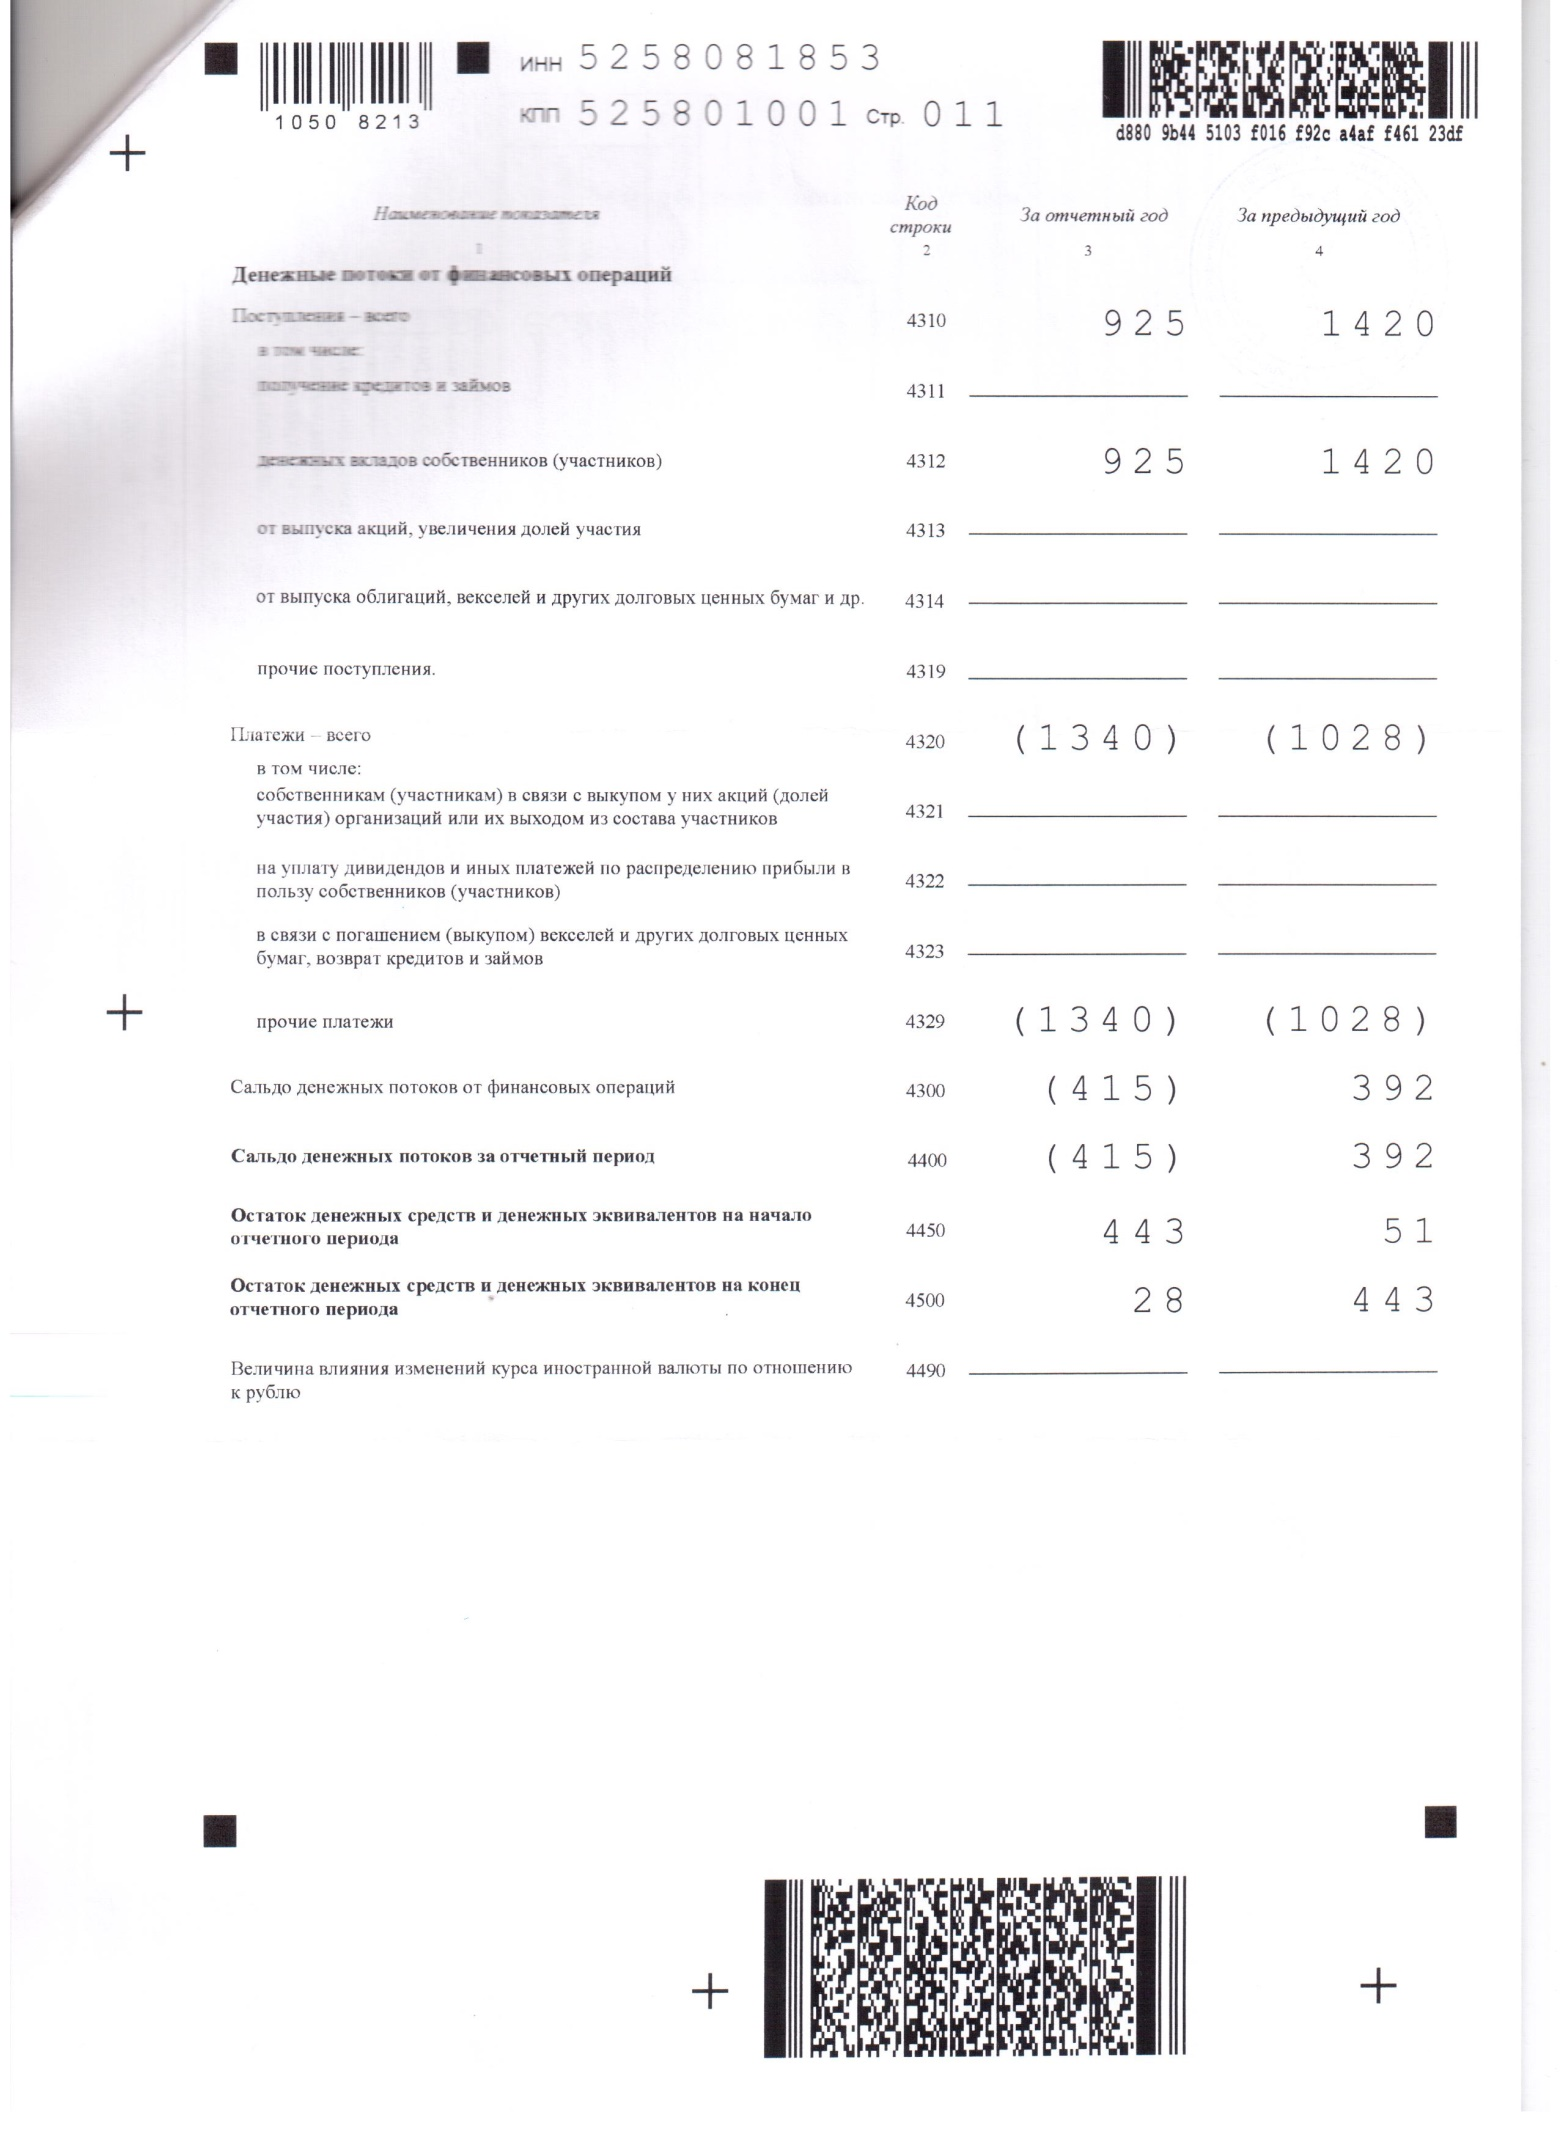 ИНН 5258081853
1050 8213
КПП 525801001 Стр. 011
d880 9b44 5103 f016 f92c a4af f461 23df
Наименование показателя Код строки За отчетный год За предыдущий год
1 2 3 4
Денежные потоки от финансовых операций
Поступления – всего 4310 925 1420
в том числе:
получение кредитов и займов 4311
денежных вкладов собственников (участников) 4312 925 1420
от выпуска акций, увеличения долей участия 4313
от выпуска облигаций, векселей и других долговых ценных бумаг и др. 4314
прочие поступления. 4319
Платежи – всего 4320 (1340) (1028)
в том числе:
собственникам (участникам) в связи с выкупом у них акций (долей
участия) организаций или их выходом из состава участников 4321
на уплату дивидендов и иных платежей по распределению прибыли в
пользу собственников (участников) 4322
в связи с погашением (выкупом) векселей и других долговых ценных
бумаг, возврат кредитов и займов 4323
прочие платежи 4329 (1340) (1028)
Сальдо денежных потоков от финансовых операций 4300 (415) 392
Сальдо денежных потоков за отчетный период 4400 (415) 392
Остаток денежных средств и денежных эквивалентов на начало
отчетного периода 4450 443 51
Остаток денежных средств и денежных эквивалентов на конец
отчетного периода 4500 28 443
Величина влияния изменений курса иностранной валюты по отношению
к рублю 4490